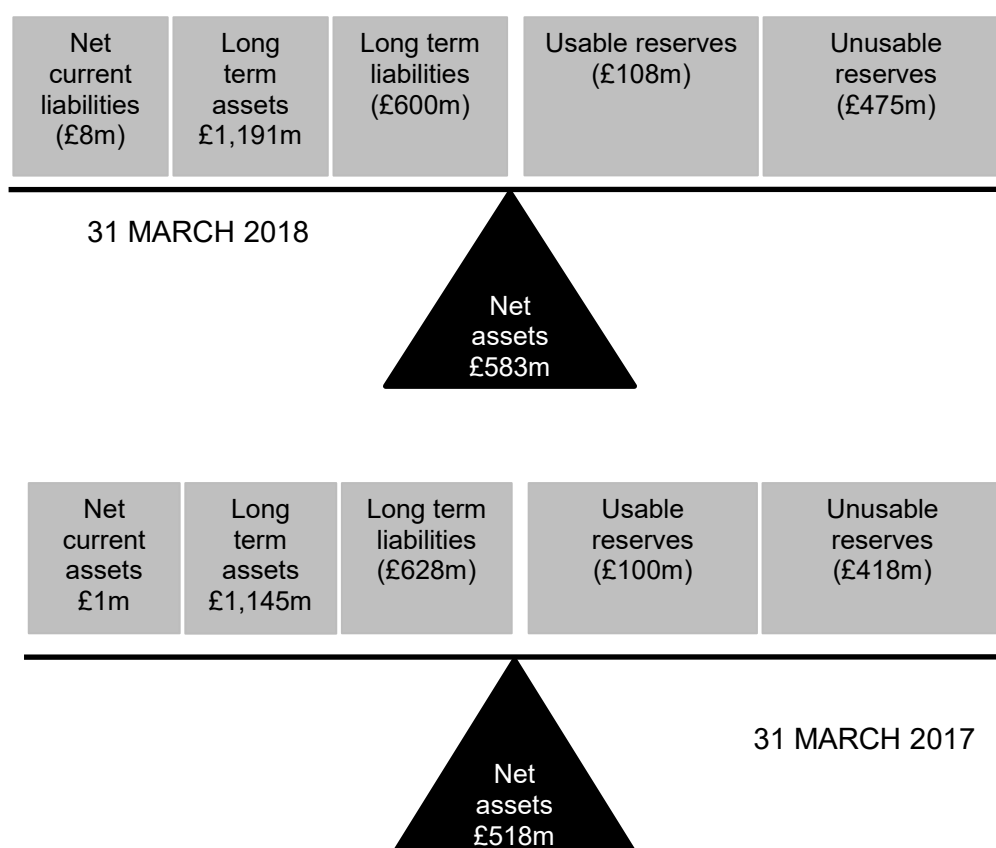 Net
current
liabilities
(£8m)
Long
term
assets
£1,191m
Long term
liabilities
(£600m)
Usable reserves
(£108m)
Unusable
reserves
(£475m)
31 MARCH 2018
Net
assets
£583m
Net
current
assets
£1m
Long
term
assets
£1,145m
Long term
liabilities
(£628m)
Usable
reserves
(£100m)
Unusable
reserves
(£418m)
31 MARCH 2017
Net
assets
£518m